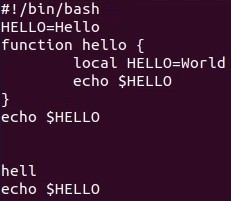 #!/bin/bash
HELLO=Hello
function hello {
        local HELLO=World
        echo $HELLO
}
echo $HELLO
hell
echo $HELLO